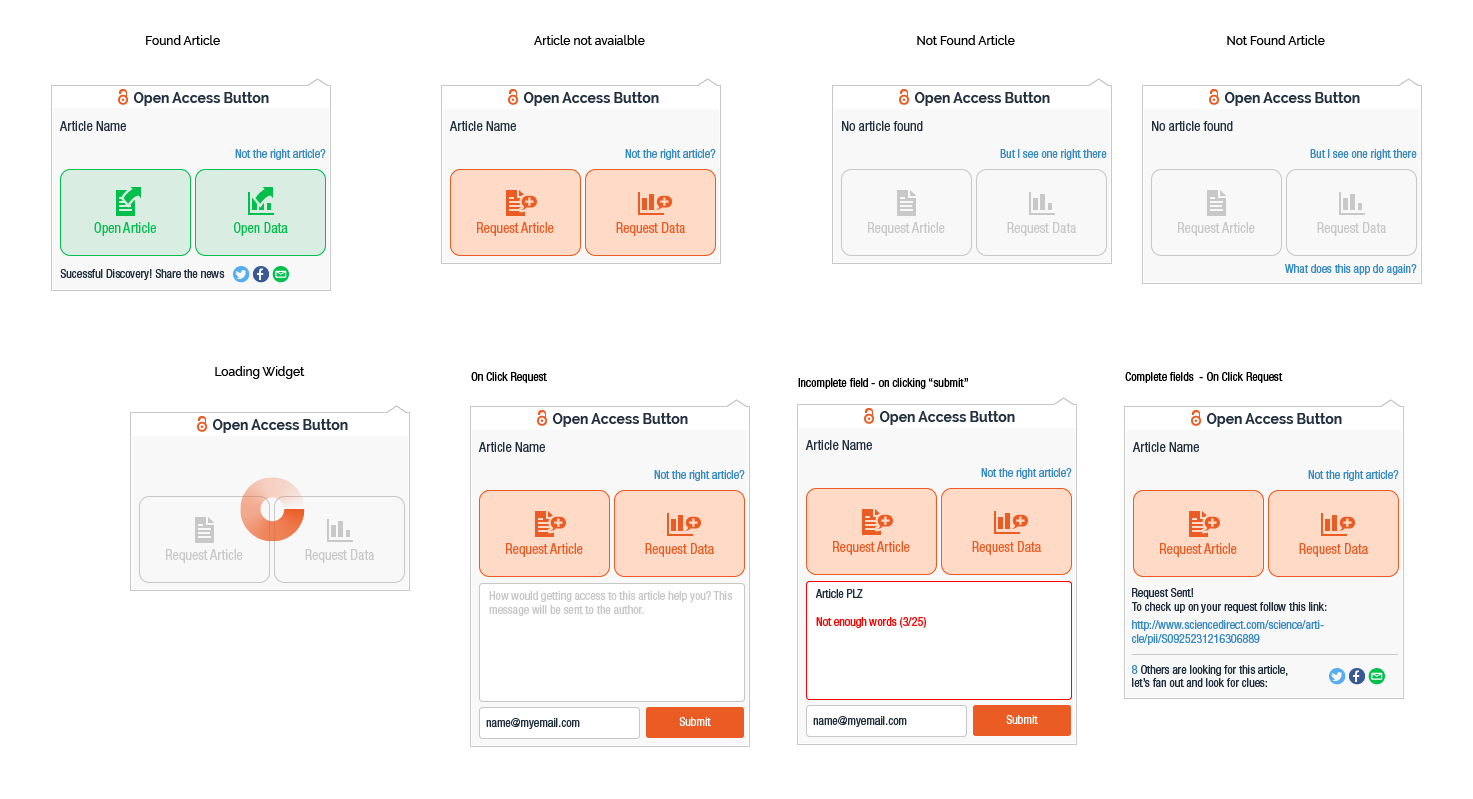 Found Article
Open Access Button
Article Name
Not the right article?
Open Article
Open Data
Sucessful Discovery! Share the news
Article not avaialble
Open Access Button
Article Name
Not the right article?
Request Article
Request Data
Not Found Article
Open Access Button
No article found
But I see one right there
Request Article
Request Data
Not Found Article
Open Access Button
No article found
But I see one right there
Request Article
Request Data
What does this app do again?
Loading Widget
Open Access Button
Request Article
Request Data
On Click Request
Open Access Button
Article Name
Not the right article?
Request Article
Request Data
How would getting access to this article help you? This
message will be sent to the author.
name@myemail.com
Submit
Incomplete field - on clicking “submit”
Open Access Button
Article Name
Not the right article?
Request Article
Request Data
Article PLZ
Not enough words (3/25)
name@myemail.com
Submit
Complete fields - On Click Request
Open Access Button
Article Name
Not the right article?
Request Article
Request Data
Request Sent!
To check up on your request follow this link:
http://www.sciencedirect.com/science/arti-
cle/pii/S0925231216306889
8 Others are looking for this article,
let's fan out and look for clues: